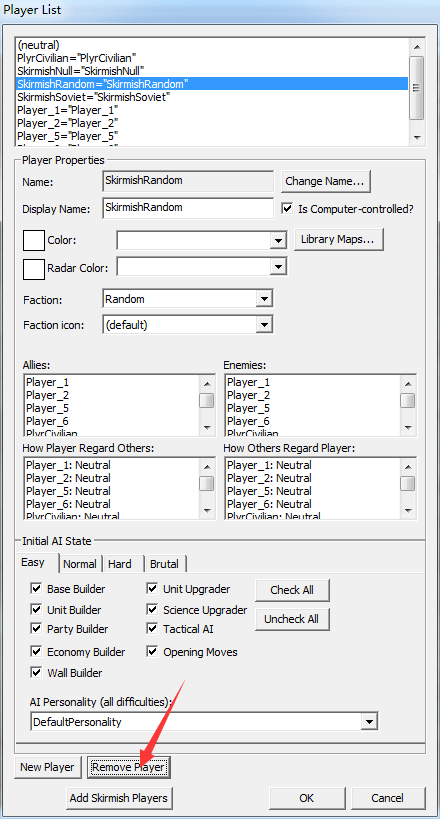 Player List
(neutral)
PlyrCivilian="PlyrCivilian"
SkirmishNull="SkirmishNull"
SkirmishRandom="SkirmishRandom"
SkirmishSoviet="SkirmishSoviet"
Player_1="Player_1"
Player_2="Player_2"
Player_5="Player_5"
Player Properties
Name: SkirmishRandom Change Name...
Display Name: SkirmishRandom Is Computer-controlled?
Color: Library Maps...
Radar Color:
Faction: Random
Faction icon: (default)
Allies: Enemies:
Player_1 Player_1
Player_2 Player_2
Player_5 Player_5
Player_6 Player_6
PlyrCivilian PlyrCivilian
How Player Regard Others: How Others Regard Player:
Player_1: Neutral Player_1: Neutral
Player_2: Neutral Player_2: Neutral
Player_5: Neutral Player_5: Neutral
Player_6: Neutral Player_6: Neutral
PlyrCivilian: Neutral PlyrCivilian: Neutral
Initial AI State
Easy Normal Hard Brutal
Base Builder Unit Upgrader Check All
Unit Builder Science Upgrader Uncheck All
Party Builder Tactical AI
Economy Builder Opening Moves
Wall Builder
AI Personality (all difficulties):
DefaultPersonality
New Player Remove Player
Add Skirmish Players OK Cancel